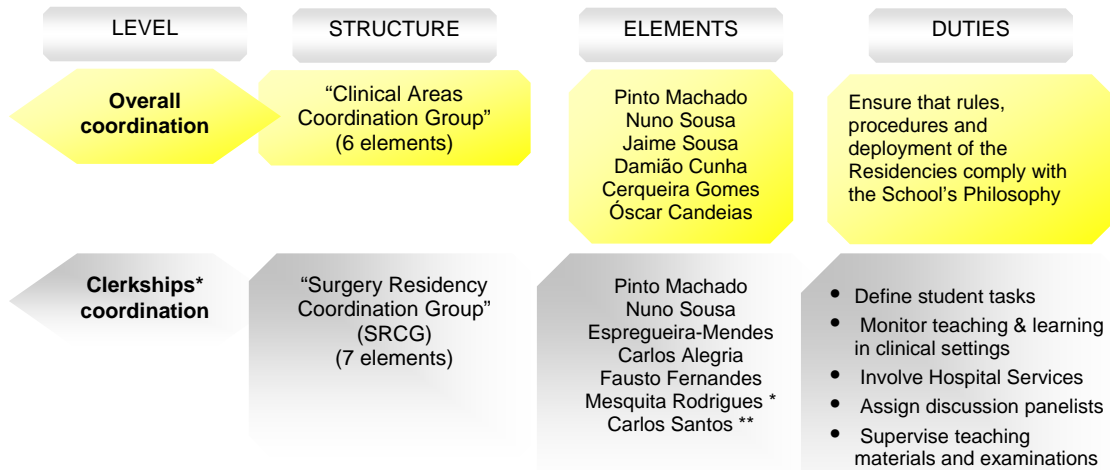 LEVEL
STRUCTURE
ELEMENTS
DUTIES
Overall
coordination
“Clinical Areas
Coordination Group”
(6 elements)
Pinto Machado
Nuno Sousa
Jaime Sousa
Damião Cunha
Cerqueira Gomes
Óscar Candeias
Ensure that rules,
procedures and
deployment of the
Residencies comply with
the School’s Philosophy
Clerkships*
coordination
“Surgery Residency
Coordination Group”
(SRCG)
(7 elements)
Pinto Machado
Nuno Sousa
Espregueira-Mendes
Carlos Alegria
Fausto Fernandes
Mesquita Rodrigues *
Carlos Santos **
• Define student tasks
• Monitor teaching & learning
in clinical settings
• Involve Hospital Services
• Assign discussion panelists
• Supervise teaching
materials and examinations